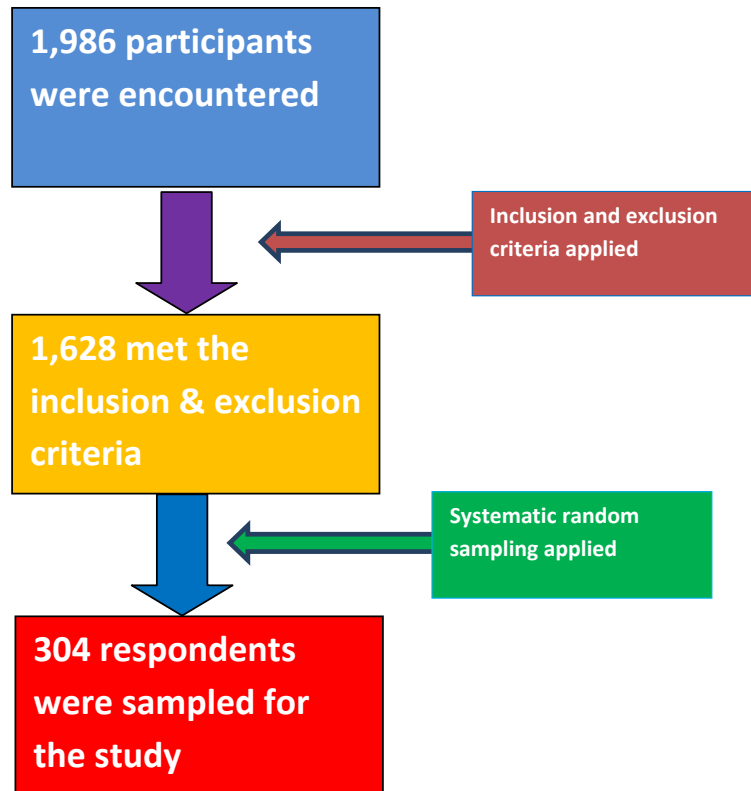 1,986 participants
were encountered
Inclusion and exclusion
criteria applied
1,628 met the
inclusion & exclusion
criteria
Systematic random
sampling applied
304 respondents
were sampled for
the study